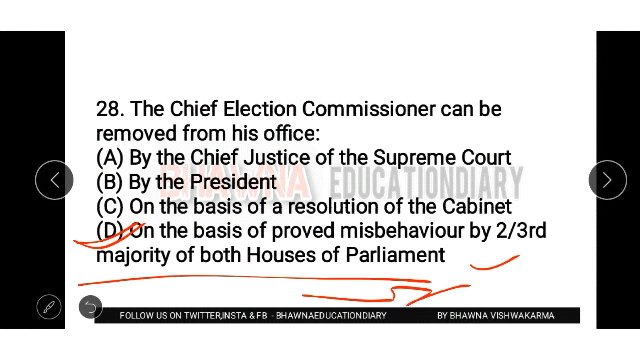 28. The Chief Election Commissioner can be
removed from his office:
(A) By the Chief Justice of the Supreme Court
(B) By the President
(C) On the basis of a resolution of the Cabinet
(D) On the basis of proved misbehaviour by 2/3rd
majority of both Houses of Parliament
BHAWNA EDUCATIONDIARY
FOLLOW US ON TWITTER,INSTA & FB - BHAWNAEDUCATIONDIARY BY BHAWNA VISHWAKARMA